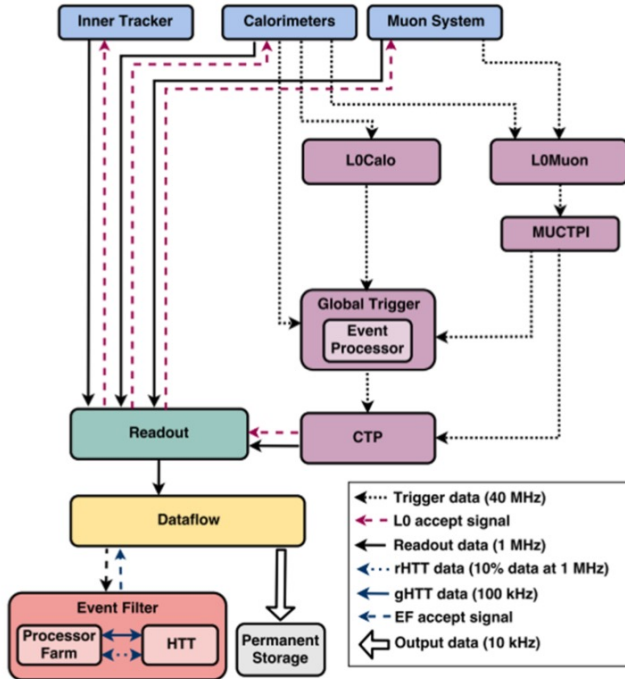 Inner Tracker
Calorimeters
Muon System
L0Calo
L0Muon
MUCTPI
Global Trigger
Event
Processor
Readout
CTP
Dataflow
Event Filter
Processor
Farm
HTT
Permanent
Storage
Trigger data (40 MHz)
L0 accept signal
Readout data (1 MHz)
rHTT data (10% data at 1 MHz)
gHTT data (100 kHz)
EF accept signal
Output data (10 kHz)